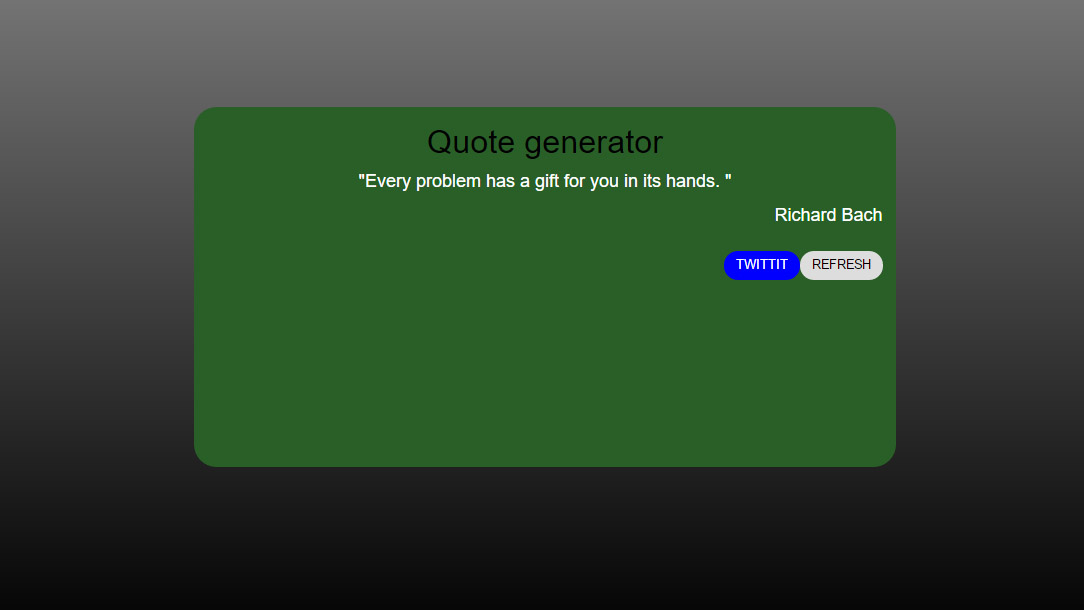 Quote generator
"Every problem has a gift for you in its hands. "
Richard Bach
TWITTIT REFRESH